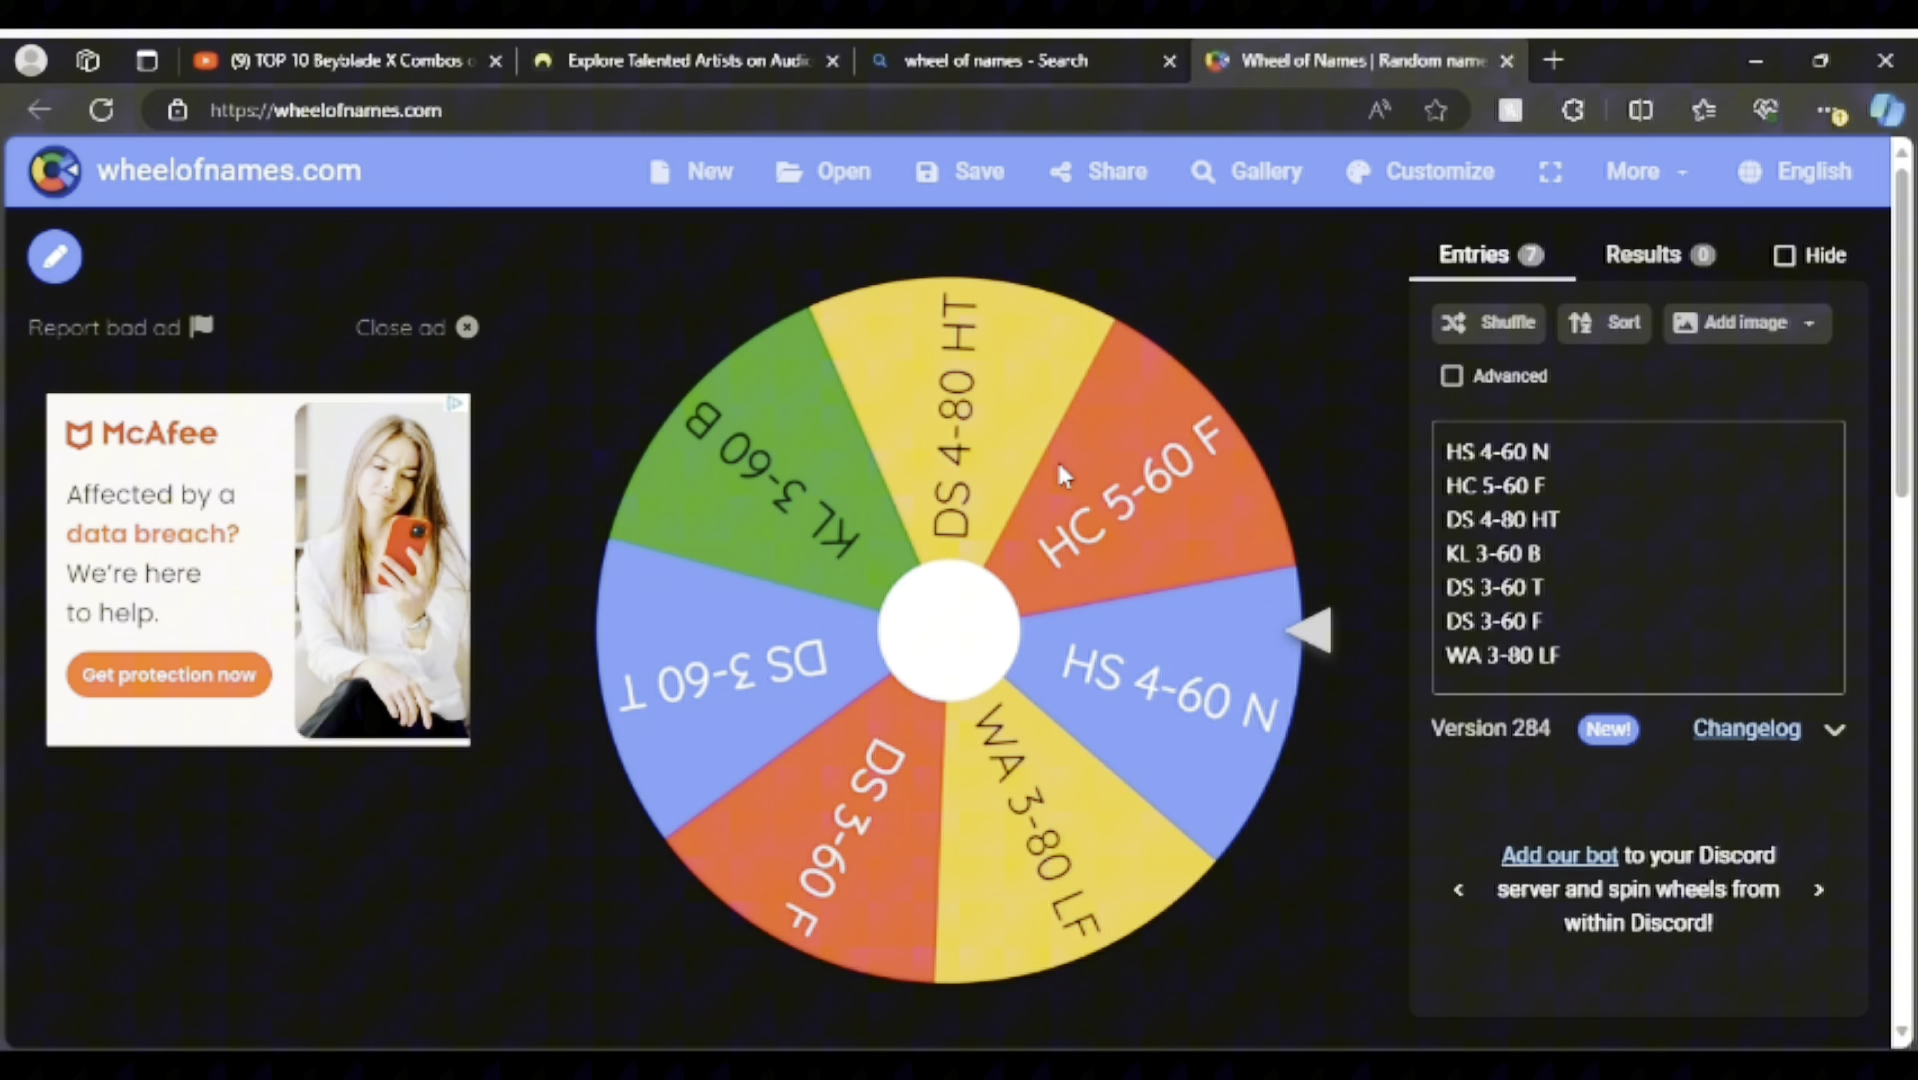 (9) TOP 10 Beyblade X Combos
Explore Talented Artists on Audi
wheel of names - Search
Wheel of Names | Random name
https://wheelofnames.com
wheelofnames.com
New
Open
Save
Share
Gallery
Customize
More
English
Entries 7
Results 0
Hide
Report bad ad
Close ad
Shuffle
Sort
Add image
Advanced
McAfee
Affected by a
data breach?
We're here
to help.
Get protection now
DS 4-80 HT
HC 5-60 F
HS 4-60 N
WA 3-80 LF
DS 3-60 F
DS 3-60 T
KL 3-60 B
HS 4-60 N
HC 5-60 F
DS 4-80 HT
KL 3-60 B
DS 3-60 T
DS 3-60 F
WA 3-80 LF
Version 284
New!
Changelog
Add our bot to your Discord
server and spin wheels from
within Discord!